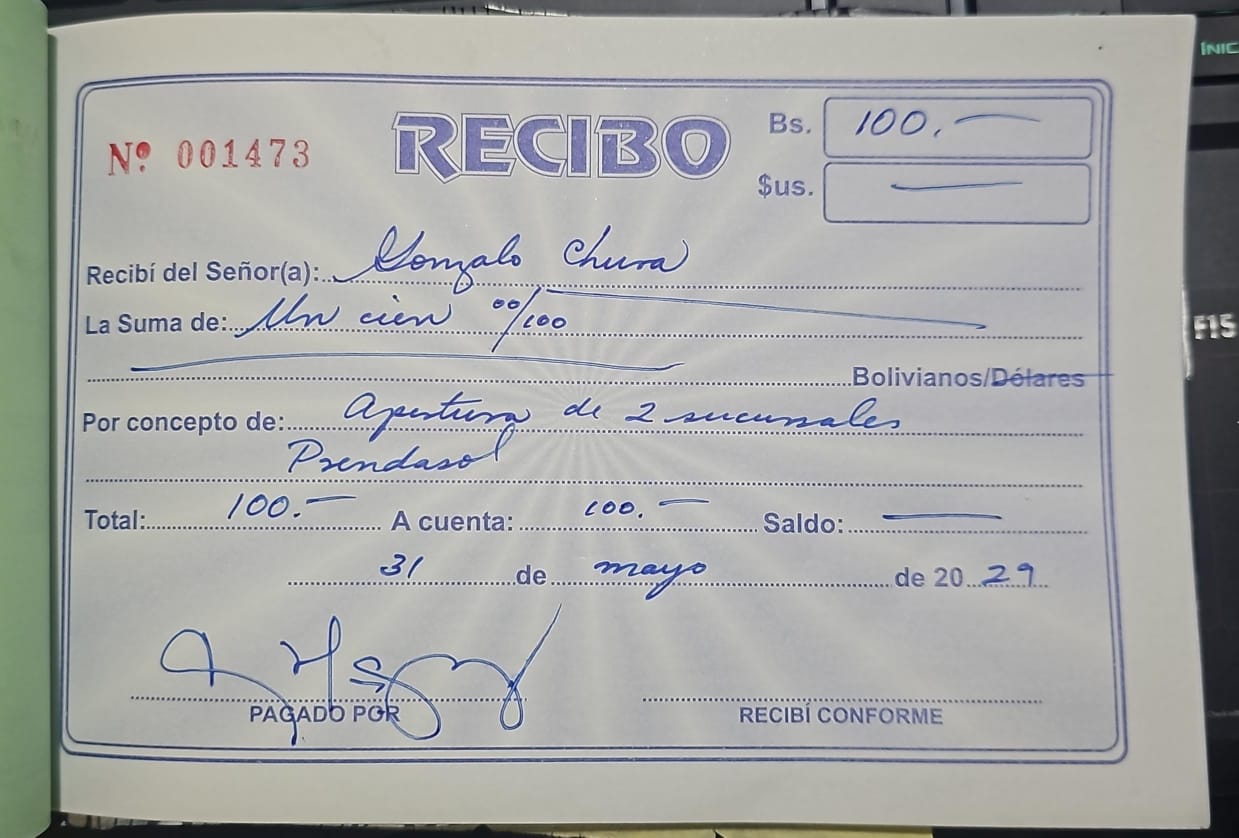 Nº 001473
RECIBO
Bs. 100.-
$us. -
Recibí del Señor(a): Gonzalo Chura
La Suma de: Un cien 00/100
Bolivianos/Dólares
Por concepto de: Apertura de 2 sucursales
Prendasol
Total: 100.- A cuenta: 100.- Saldo: -
31 de mayo de 2029
PAGADO POR
RECIBÍ CONFORME
INIC
F15